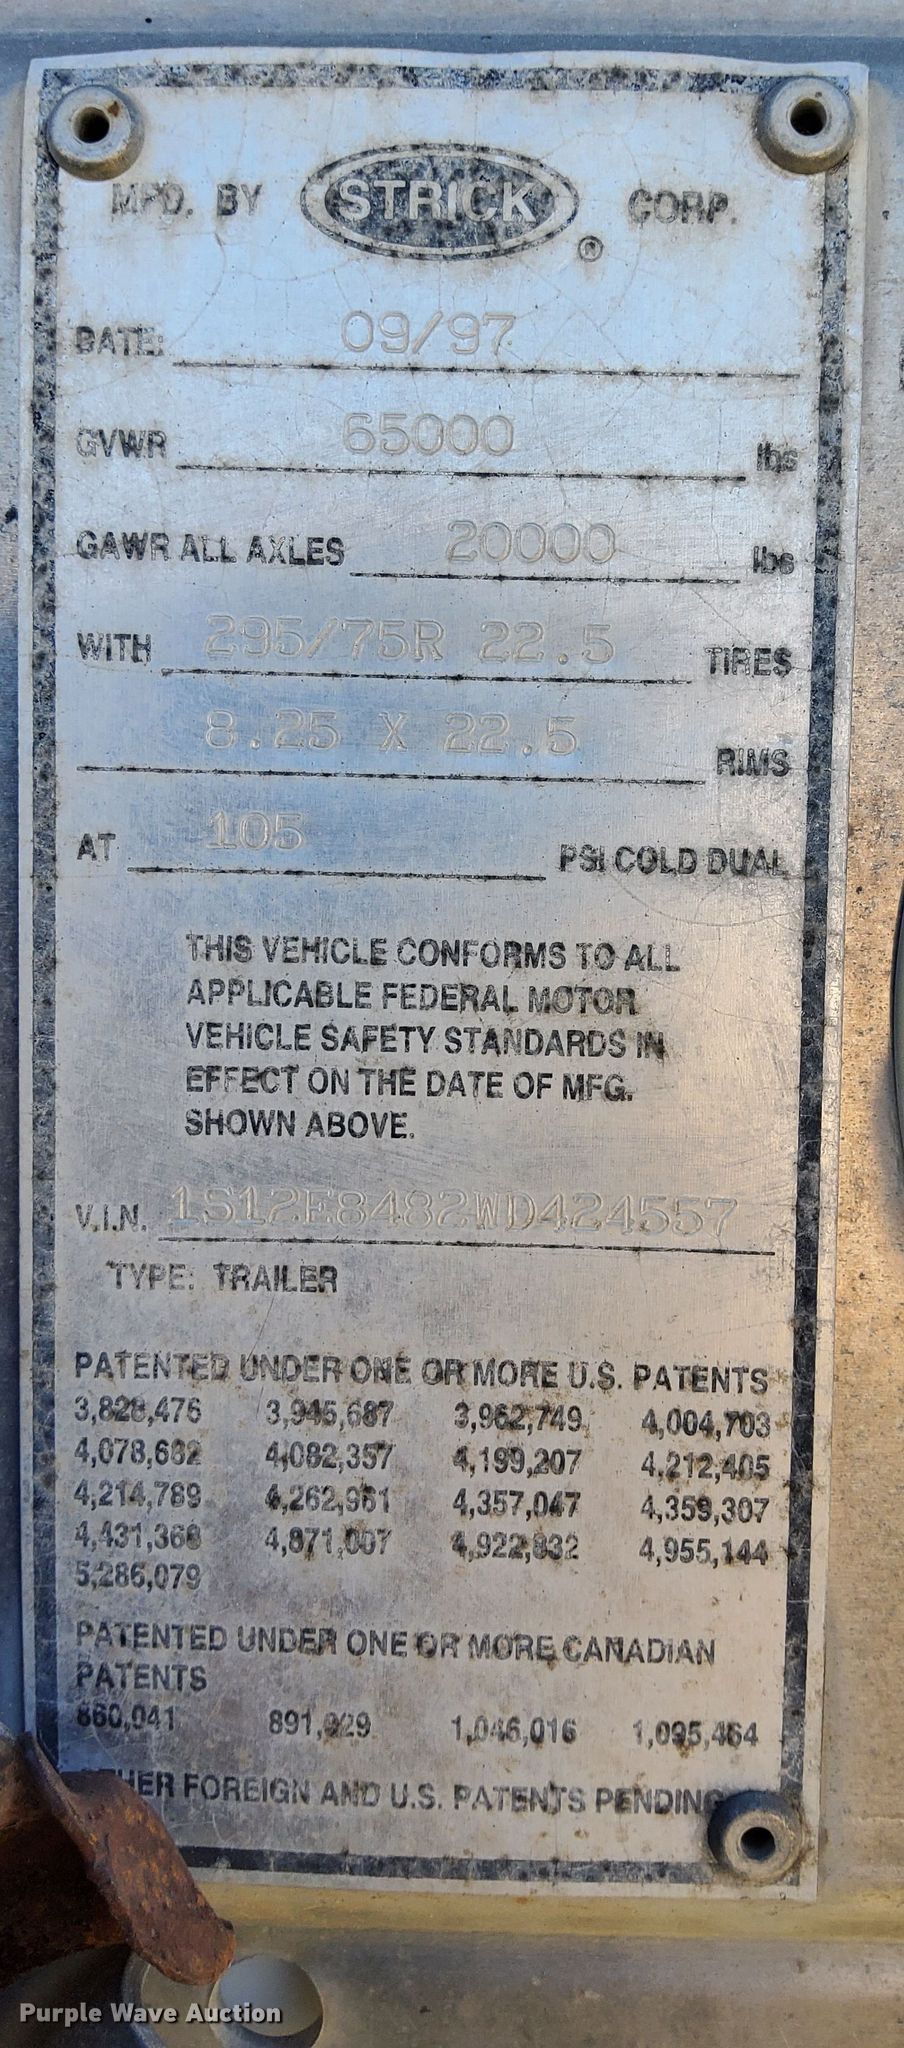 MFD. BY STRICK ® CORP.
DATE: 09/97
GVWR 65000 lbs
GAWR ALL AXLES 20000 lbs
WITH 295/75R 22.5 TIRES
8.25 X 22.5 RIMS
AT 105 PSI COLD DUAL
THIS VEHICLE CONFORMS TO ALL
APPLICABLE FEDERAL MOTOR
VEHICLE SAFETY STANDARDS IN
EFFECT ON THE DATE OF MFG.
SHOWN ABOVE.
V.I.N. 1S12E8482WD424557
TYPE: TRAILER
PATENTED UNDER ONE OR MORE U.S. PATENTS
3,828,476 3,945,687 3,962,749 4,004,703
4,078,682 4,082,357 4,199,207 4,212,405
4,214,789 4,262,961 4,357,047 4,359,307
4,431,368 4,871,007 4,922,832 4,955,144
5,286,079
PATENTED UNDER ONE OR MORE CANADIAN
PATENTS
860,041 891,929 1,046,016 1,095,464
OTHER FOREIGN AND U.S. PATENTS PENDING
Purple Wave Auction